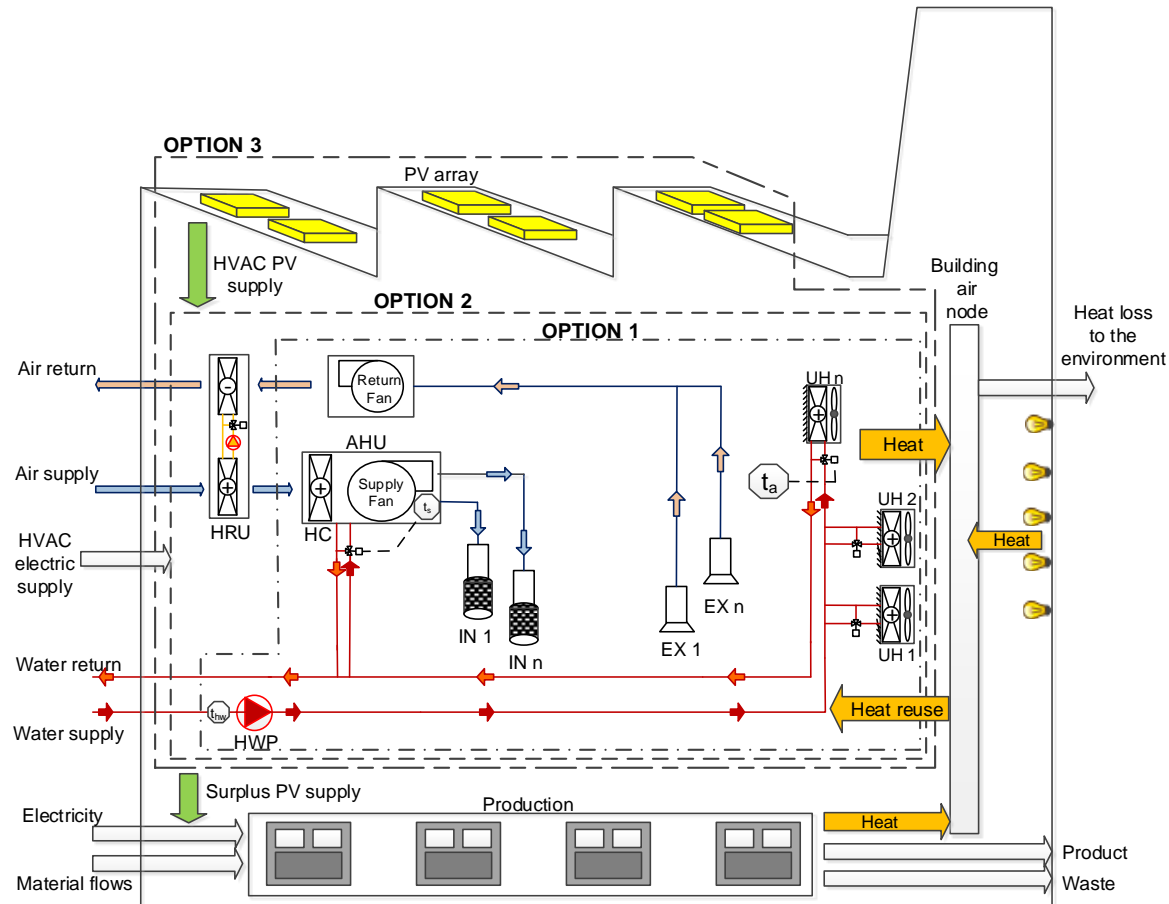 OPTION 3
PV array
HVAC PV
supply
Building
air
node
OPTION 2
OPTION 1
Heat loss
to the
environment
Air return
Return
Fan
UH n
Heat
AHU
Air supply
Supply
Fan
ts
ta
HRU
HC
UH 2
HVAC
electric
supply
Heat
EX n
IN 1
EX 1
IN n
UH 1
Water return
thw
Heat reuse
Water supply
HWP
Surplus PV supply
Electricity
Production
Heat
Product
Material flows
Waste